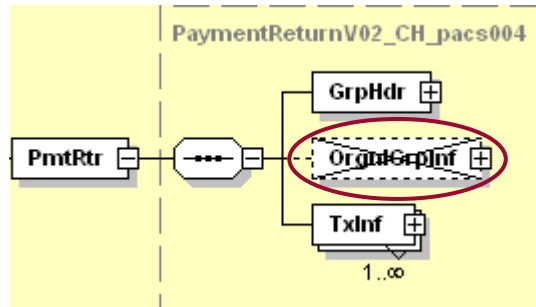 PaymentReturnV02_CH_pacs004
GrpHdr
PmtRtr
OrgnlGrpInf
TxInf
1..∞